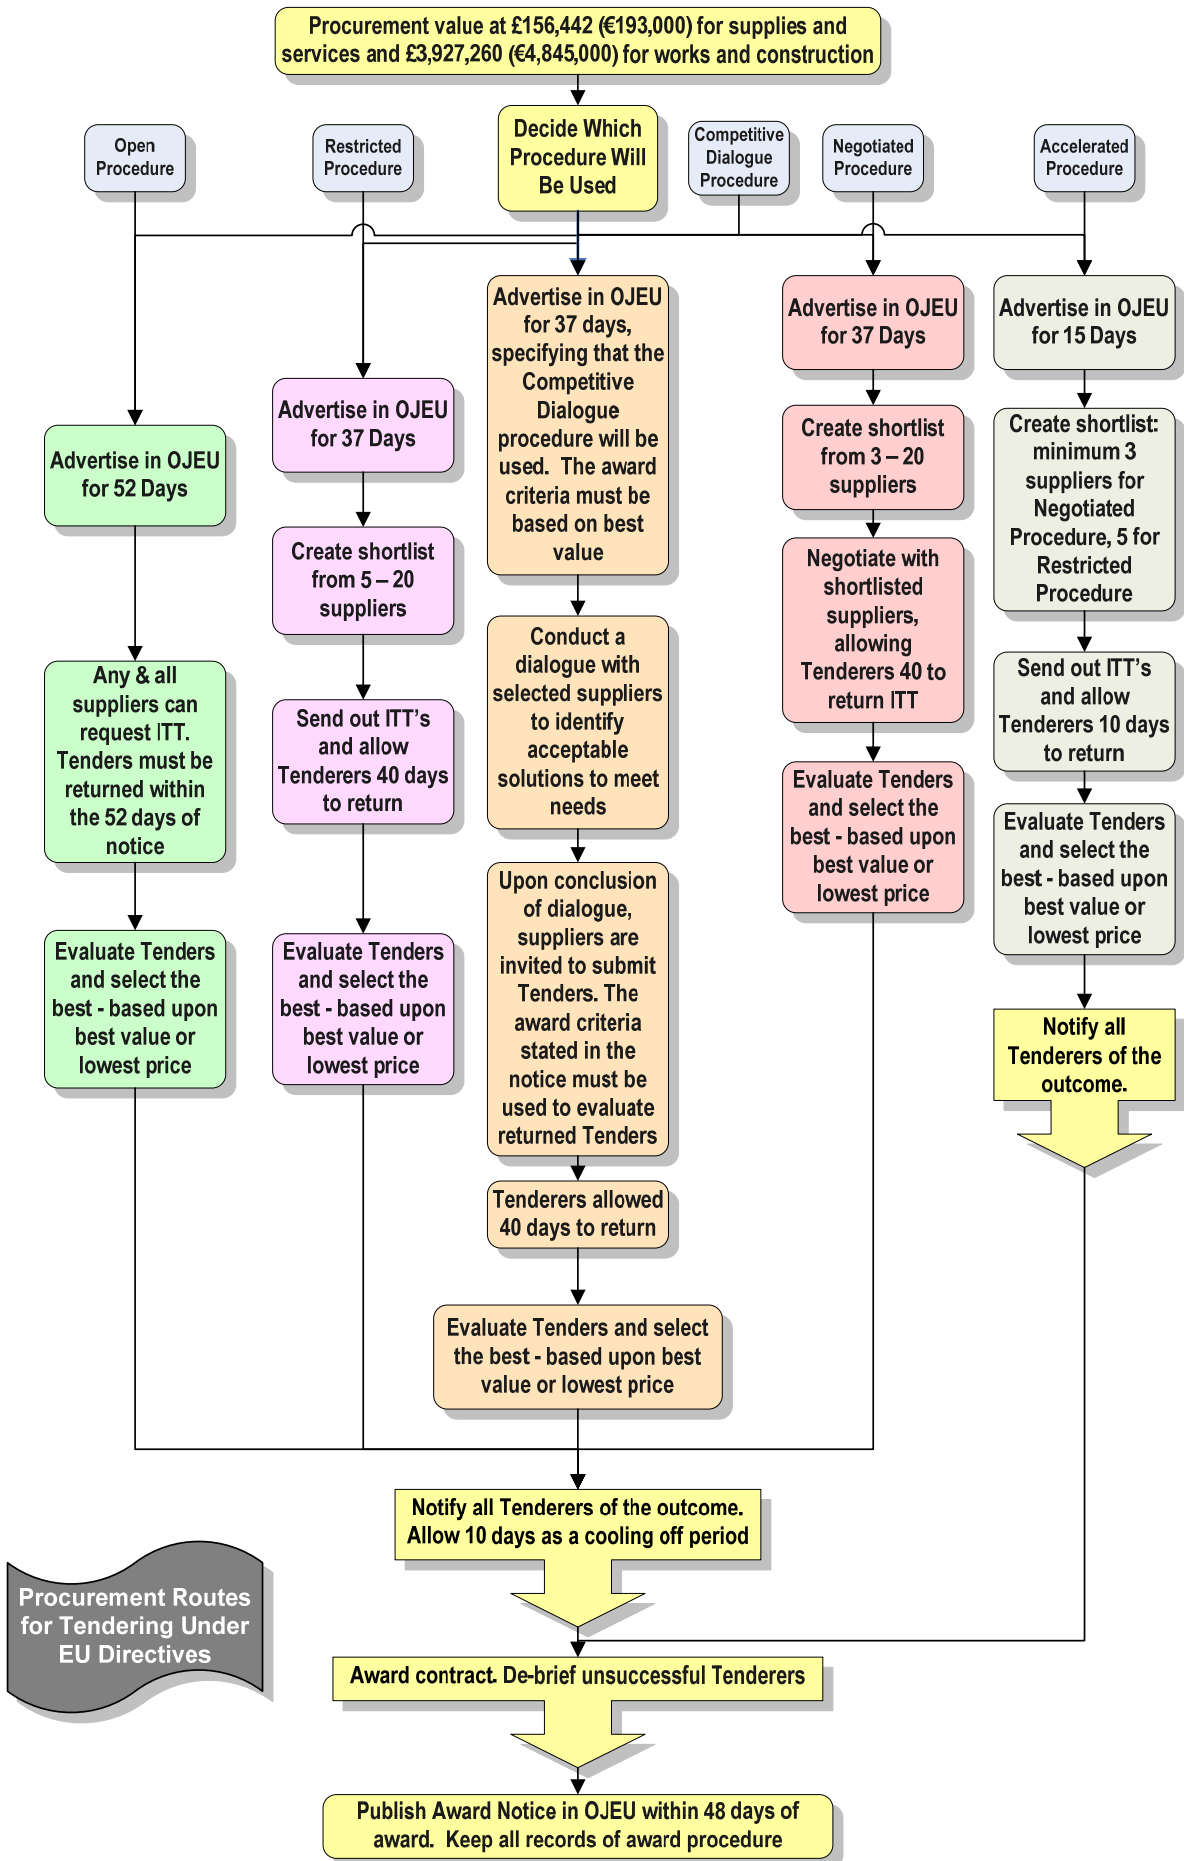 Procurement value at £156,442 (€193,000) for supplies and
services and £3,927,260 (€4,845,000) for works and construction
Open
Procedure
Restricted
Procedure
Decide Which
Procedure Will
Be Used
Competitive
Dialogue
Procedure
Negotiated
Procedure
Accelerated
Procedure
Advertise in OJEU
for 52 Days
Any & all
suppliers can
request ITT.
Tenders must be
returned within
the 52 days of
notice
Evaluate Tenders
and select the
best - based upon
best value or
lowest price
Advertise in OJEU
for 37 Days
Create shortlist
from 5 – 20
suppliers
Send out ITT’s
and allow
Tenderers 40 days
to return
Evaluate Tenders
and select the
best - based upon
best value or
lowest price
Advertise in OJEU
for 37 days,
specifying that the
Competitive
Dialogue
procedure will be
used.  The award
criteria must be
based on best
value
Conduct a
dialogue with
selected suppliers
to identify
acceptable
solutions to meet
needs
Upon conclusion
of dialogue,
suppliers are
invited to submit
Tenders. The
award criteria
stated in the
notice must be
used to evaluate
returned Tenders
Tenderers allowed
40 days to return
Evaluate Tenders and select
the best - based upon best
value or lowest price
Advertise in OJEU
for 37 Days
Create shortlist
from 3 – 20
suppliers
Negotiate with
shortlisted
suppliers,
allowing
Tenderers 40 to
return ITT
Evaluate Tenders
and select the
best - based upon
best value or
lowest price
Advertise in OJEU
for 15 Days
Create shortlist:
minimum 3
suppliers for
Negotiated
Procedure, 5 for
Restricted
Procedure
Send out ITT’s
and allow
Tenderers 10 days
to return
Evaluate Tenders
and select the
best - based upon
best value or
lowest price
Notify all
Tenderers of the
outcome.
Notify all Tenderers of the outcome.
Allow 10 days as a cooling off period
Procurement Routes
for Tendering Under
EU Directives
Award contract. De-brief unsuccessful Tenderers
Publish Award Notice in OJEU within 48 days of
award.  Keep all records of award procedure